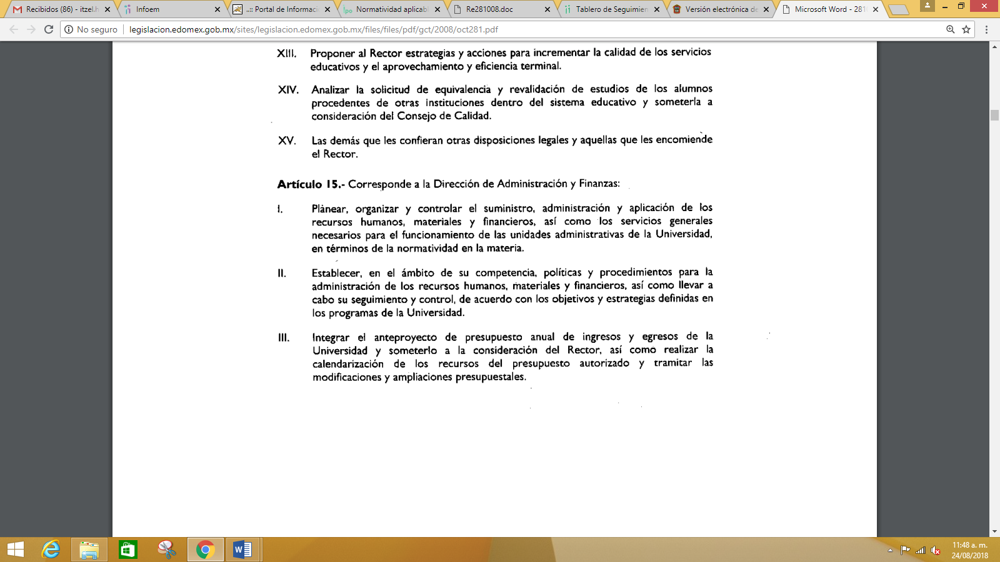 Recibidos (86) - itzel.h
Infoem
..:: Portal de Informaci
Normatividad aplicab
Re281008.doc
Tablero de Seguimien
Versión electrónica de
Microsoft Word - 281
No seguro
legislacion.edomex.gob.mx/sites/legislacion.edomex.gob.mx/files/files/pdf/gct/2008/oct281.pdf
XIII. Proponer al Rector estrategias y acciones para incrementar la calidad de los servicios
educativos y el aprovechamiento y eficiencia terminal.
XIV. Analizar la solicitud de equivalencia y revalidación de estudios de los alumnos
procedentes de otras instituciones dentro del sistema educativo y someterla a
consideración del Consejo de Calidad.
XV. Las demás que les confieran otras disposiciones legales y aquellas que les encomiende
el Rector.
Artículo 15.- Corresponde a la Dirección de Administración y Finanzas:
I. Planear, organizar y controlar el suministro, administración y aplicación de los
recursos humanos, materiales y financieros, así como los servicios generales
necesarios para el funcionamiento de las unidades administrativas de la Universidad,
en términos de la normatividad en la materia.
II. Establecer, en el ámbito de su competencia, políticas y procedimientos para la
administración de los recursos humanos, materiales y financieros, así como llevar a
cabo su seguimiento y control, de acuerdo con los objetivos y estrategias definidas en
los programas de la Universidad.
III. Integrar el anteproyecto de presupuesto anual de ingresos y egresos de la
Universidad y someterlo a la consideración del Rector, así como realizar la
calendarización de los recursos del presupuesto autorizado y tramitar las
modificaciones y ampliaciones presupuestales.
11:48 a. m.
24/08/2018